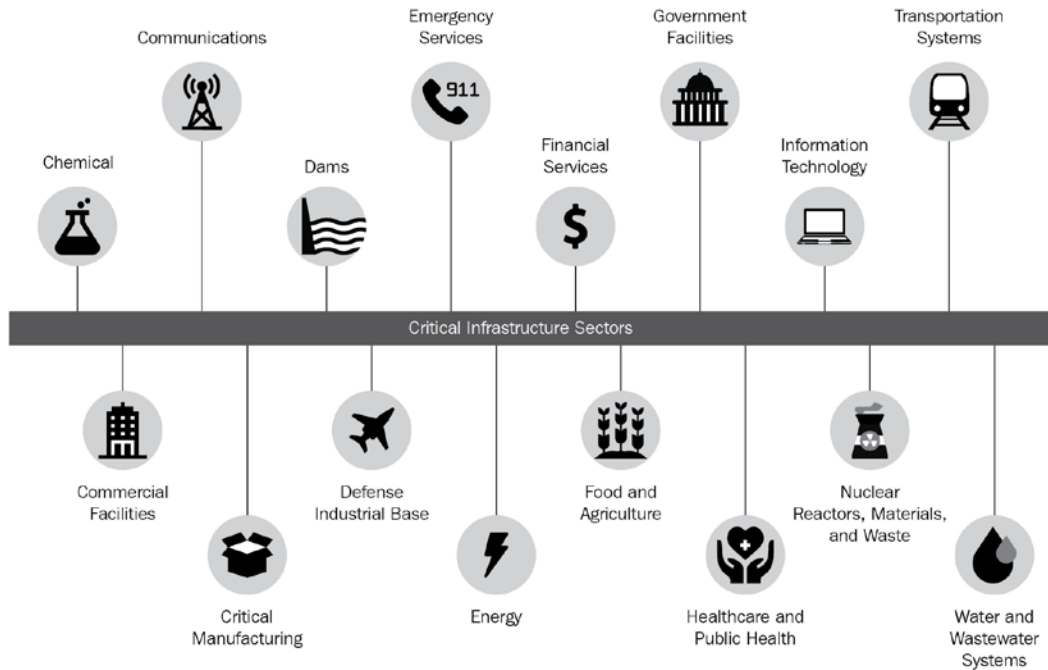 Emergency
Services
Government
Facilities
Transportation
Systems
Communications
911
Chemical
Dams
Financial
Services
Information
Technology
$
Critical Infrastructure Sectors
Commercial
Facilities
Defense
Industrial Base
Food and
Agriculture
Nuclear
Reactors, Materials,
and Waste
Critical
Manufacturing
Energy
Healthcare and
Public Health
Water and
Wastewater
Systems